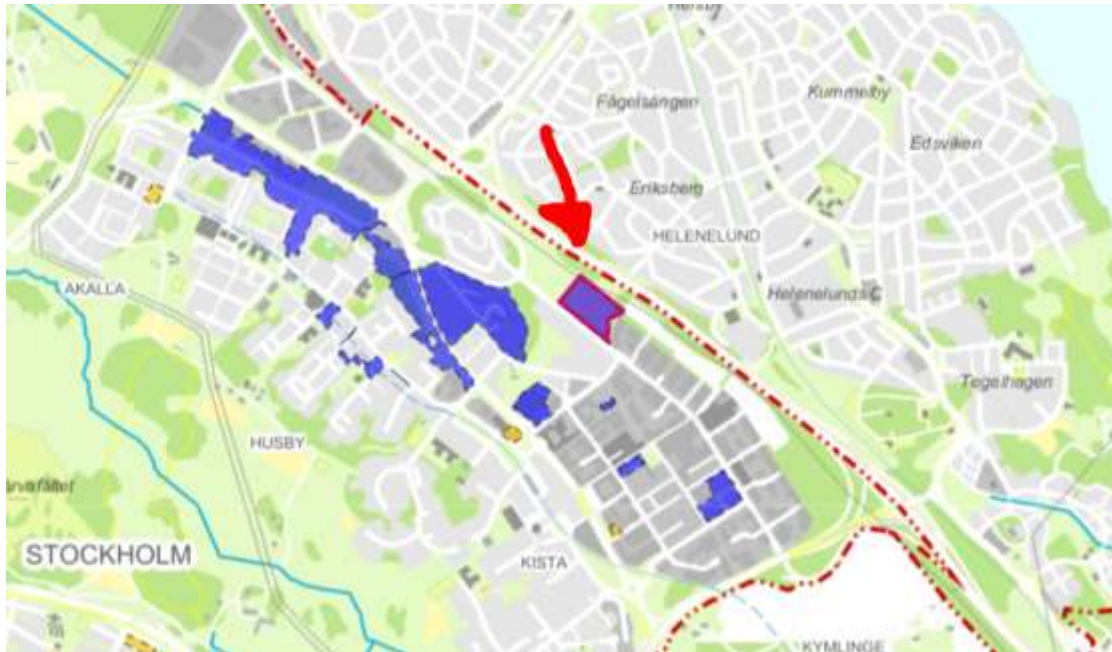 Fågelsången
Kummelby
Edsviken
Eriksberg
HELENELUND
AKALLA
Helenelunds C
Tegelhagen
HUSBY
STOCKHOLM
KISTA
KYMLINGE